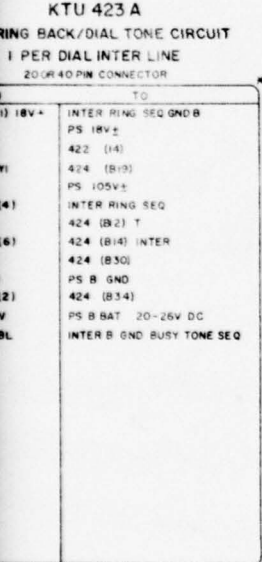 KTU 423 A
RING BACK/DIAL TONE CIRCUIT
1 PER DIAL INTER LINE
20 OR 40 PIN CONNECTOR
TO
1) 18V± INTER RING SEQ GND B
PS 18V±
422 (14)
YI 424 (B19)
PS 105V±
(4) INTER RING SEQ
424 (B12) T
(6) 424 (B14) INTER
424 (B30)
PS B GND
(2) 424 (B34)
V PS B BAT 20-26V DC
BL INTER B GND BUSY TONE SEQ